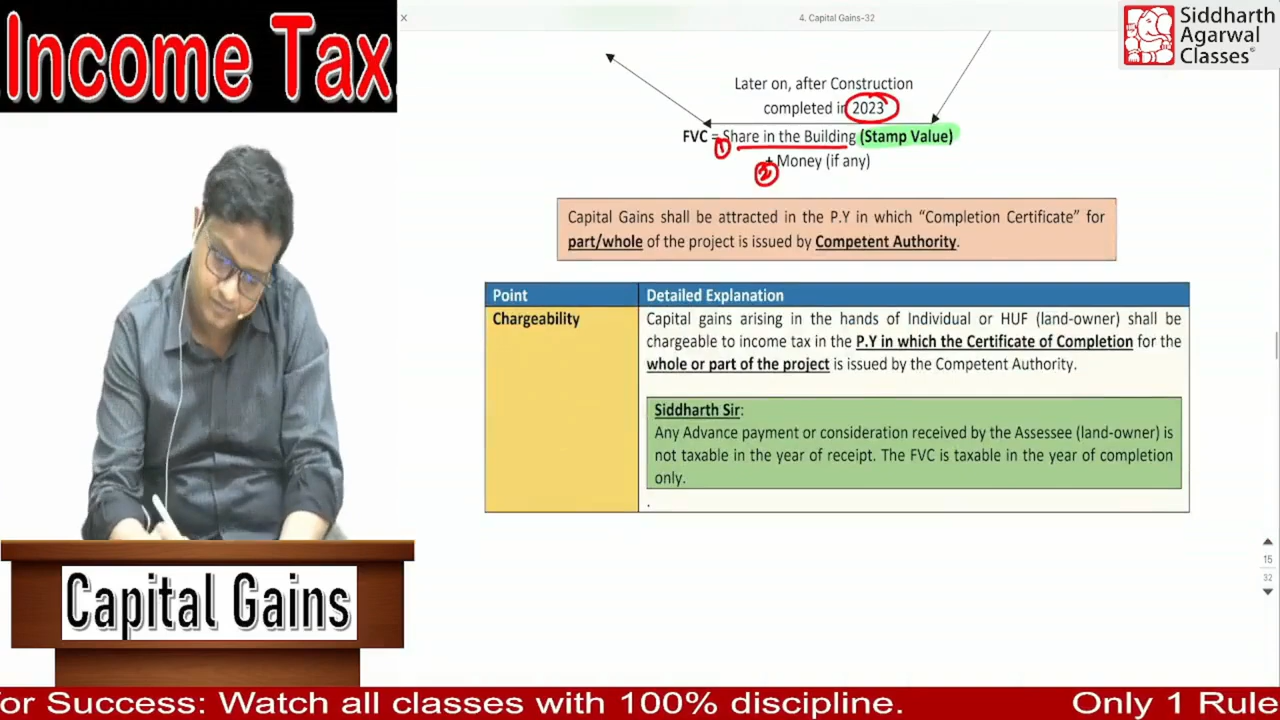 Income Tax
4. Capital Gains-32
Siddharth
Agarwal
Classes
Later on, after Construction
completed in 2023
FVC = Share in the Building (Stamp Value)
1
+ Money (if any)
2
Capital Gains shall be attracted in the P.Y in which “Completion Certificate” for
part/whole of the project is issued by Competent Authority.
Point
Detailed Explanation
Chargeability
Capital gains arising in the hands of Individual or HUF (land-owner) shall be
chargeable to income tax in the P.Y in which the Certificate of Completion for the
whole or part of the project is issued by the Competent Authority.
Siddharth Sir:
Any Advance payment or consideration received by the Assessee (land-owner) is
not taxable in the year of receipt. The FVC is taxable in the year of completion
only.
.
15
32
Capital Gains
or Success: Watch all classes with 100% discipline. Only 1 Rule